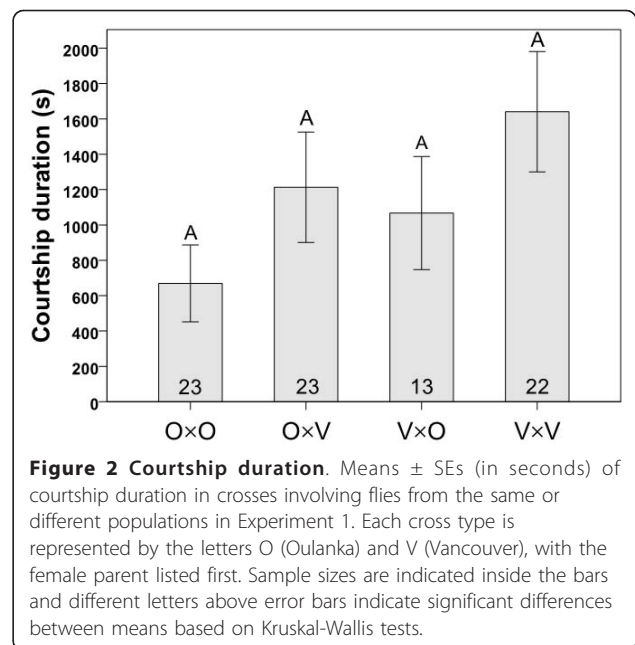 2000
1800
1600
1400
1200
1000
800
600
400
200
0
Courtship duration (s)
A
A
A
A
23
23
13
22
O×O
O×V
V×O
V×V
Figure 2 Courtship duration. Means ± SEs (in seconds) of
courtship duration in crosses involving flies from the same or
different populations in Experiment 1. Each cross type is
represented by the letters O (Oulanka) and V (Vancouver), with the
female parent listed first. Sample sizes are indicated inside the bars
and different letters above error bars indicate significant differences
between means based on Kruskal-Wallis tests.